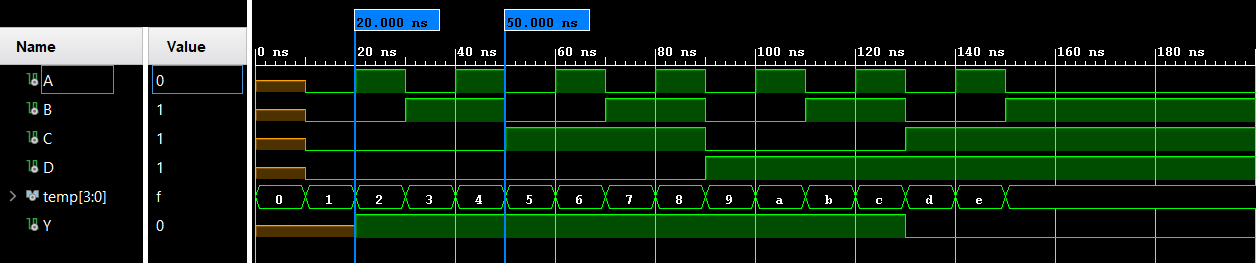 20.000 ns 50.000 ns
Name Value
0 ns 20 ns 40 ns 60 ns 80 ns 100 ns 120 ns 140 ns 160 ns 180 ns
A 0
B 1
C 1
D 1
temp[3:0] f 0 1 2 3 4 5 6 7 8 9 a b c d e
Y 0